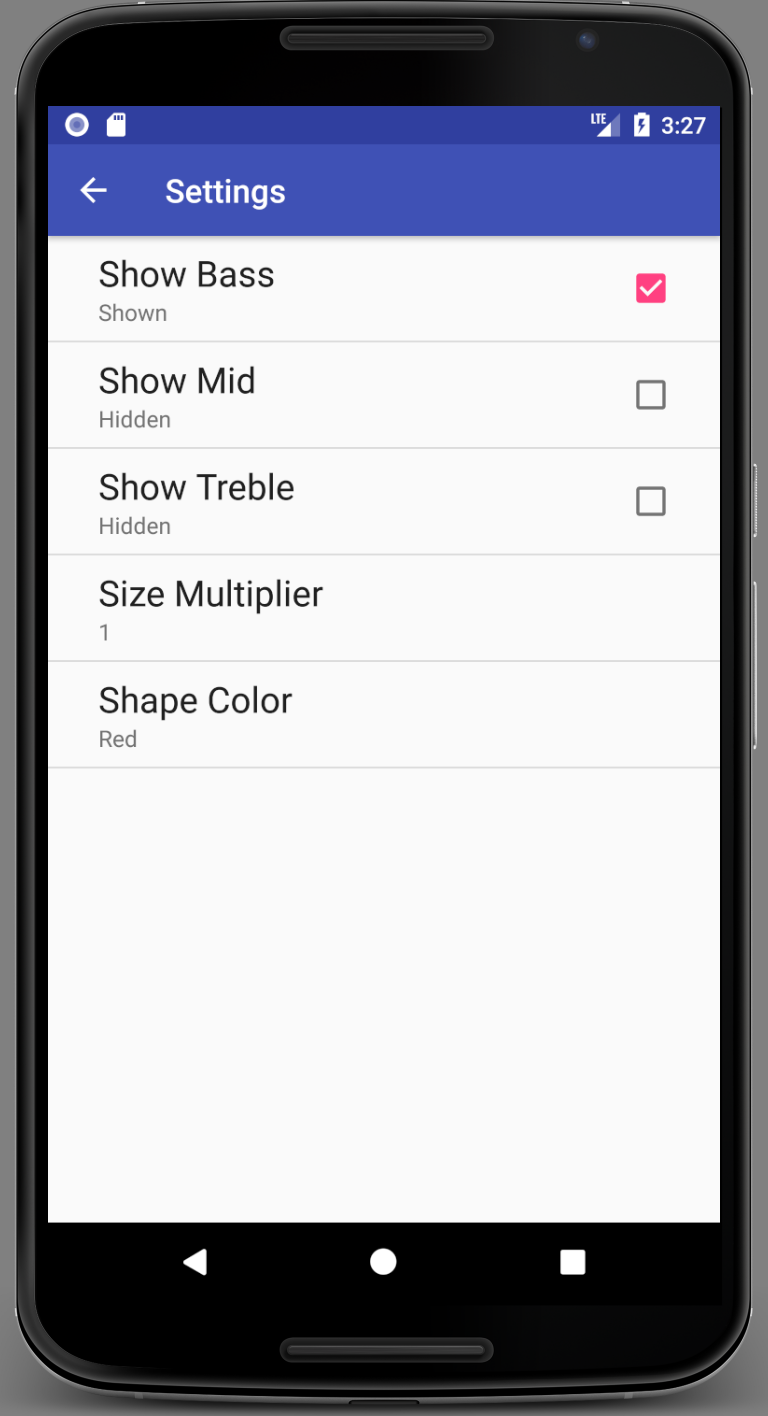 LTE 3:27
Settings
Show Bass
Shown
Show Mid
Hidden
Show Treble
Hidden
Size Multiplier
1
Shape Color
Red